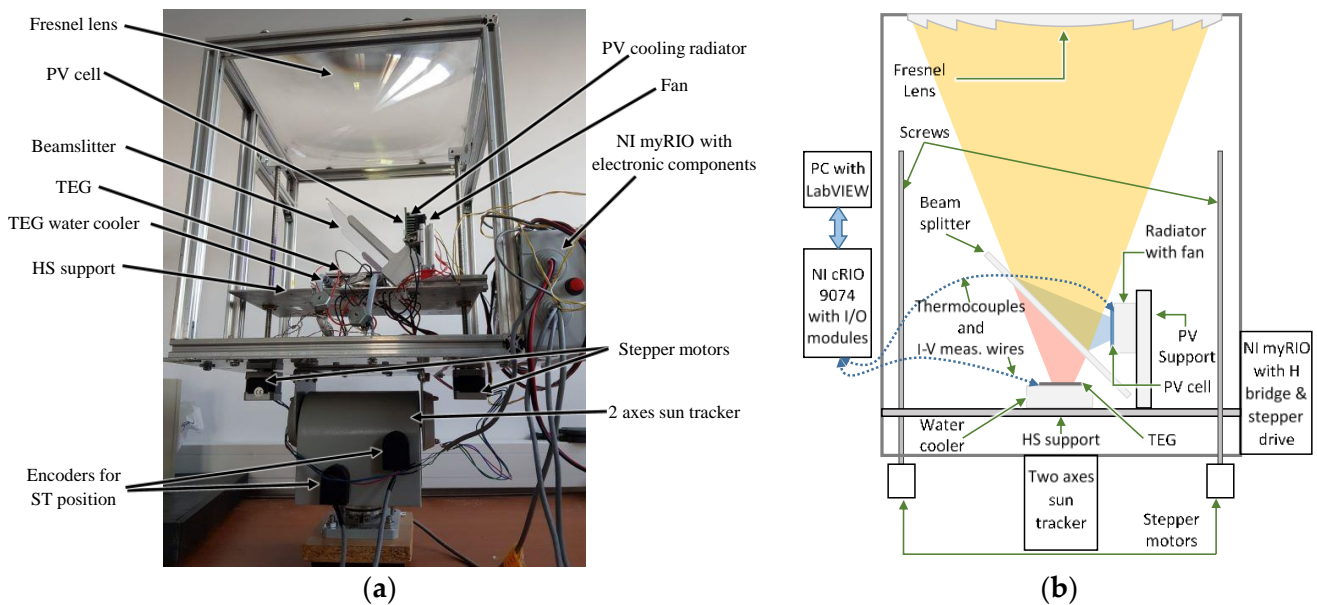 Fresnel lens
PV cell
Beamslitter
TEG
TEG water cooler
HS support
Encoders for
ST position
PV cooling radiator
Fan
NI myRIO with
electronic components
Stepper motors
2 axes sun tracker
(a)
Fresnel
Lens
Screws
PC with
LabVIEW
Beam
splitter
NI cRIO
9074
with I/O
modules
Thermocouples
and
I-V meas. wires
Radiator
with fan
PV
Support
PV cell
NI myRIO
with H
bridge &
stepper
drive
Water
cooler
HS support
TEG
Two axes
sun
tracker
Stepper
motors
(b)